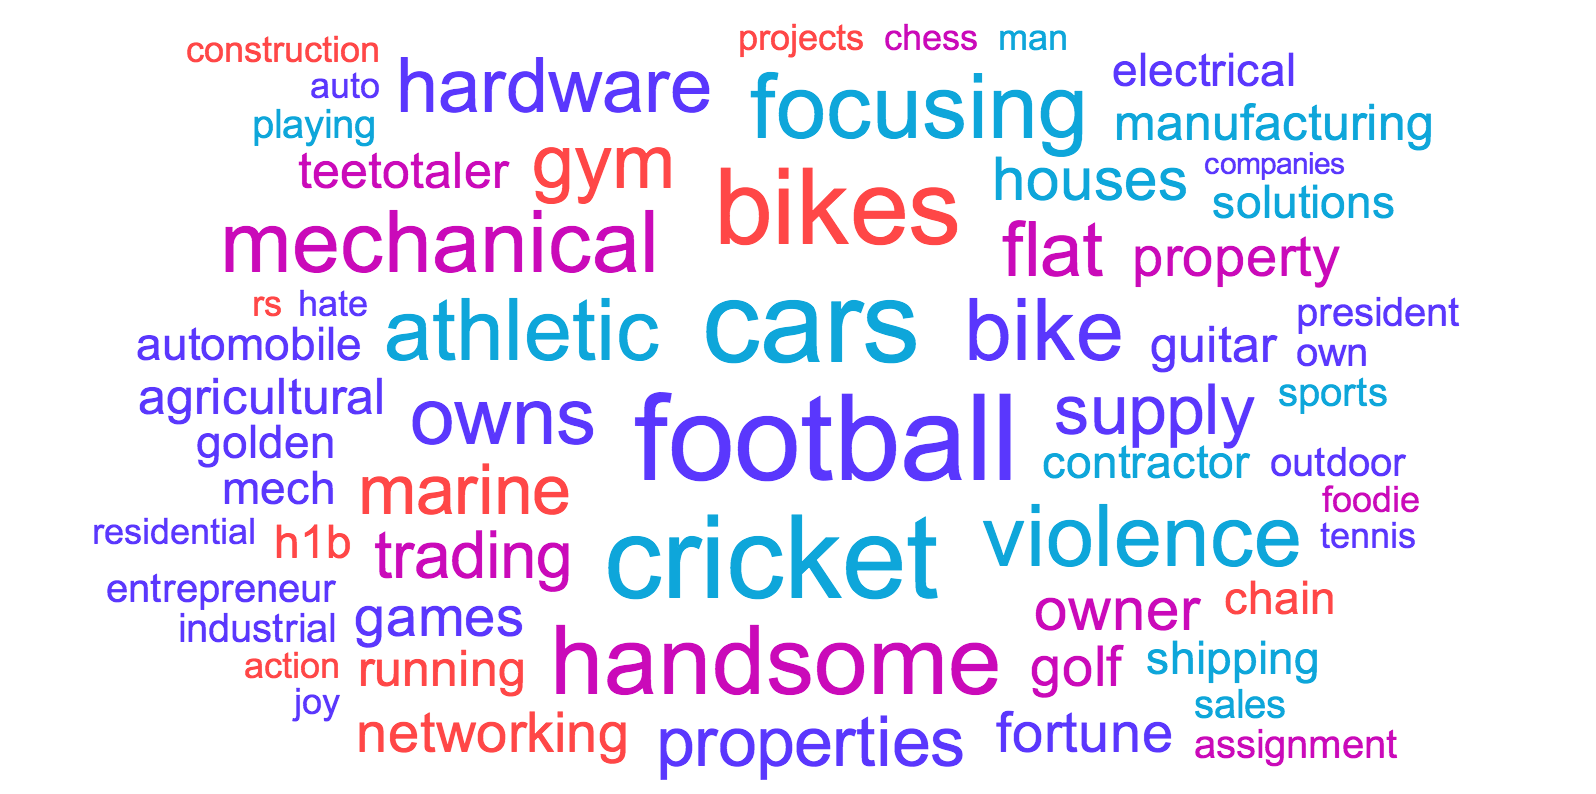 projects chess man
construction
auto hardware focusing electrical
playing manufacturing
teetotaler gym bikes houses companies
solutions
mechanical flat property
rs hate
automobile athletic cars bike guitar president
own
agricultural owns football supply sports
golden contractor outdoor
mech marine foodie
residential h1b trading cricket violence tennis
entrepreneur games owner chain
industrial
action running handsome golf shipping
joy sales
networking properties fortune assignment